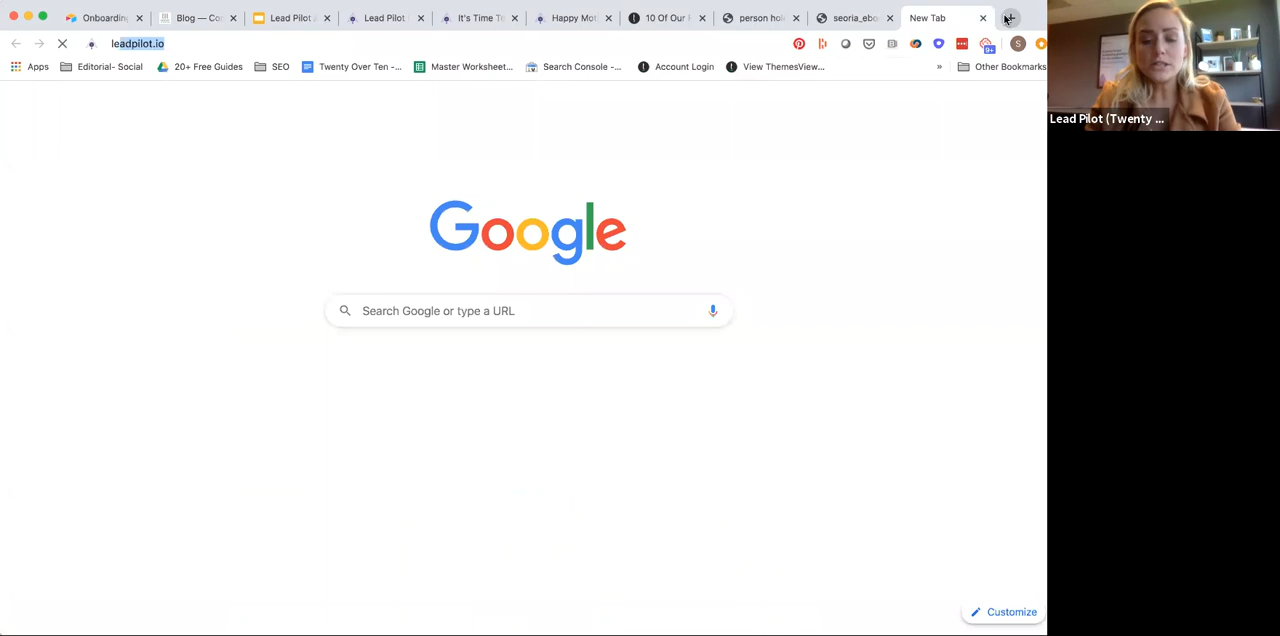 Onboarding
Blog — Co
Lead Pilot
Lead Pilot
It's Time T
Happy Mot
10 Of Our
person hol
seoria_ebo
New Tab
leadpilot.io
9+
S
Apps
Editorial- Social
20+ Free Guides
SEO
Twenty Over Ten -...
Master Worksheet...
Search Console -...
Account Login
View ThemesView...
»
Other Bookmarks
Google
Search Google or type a URL
Customize
Lead Pilot (Twenty ...